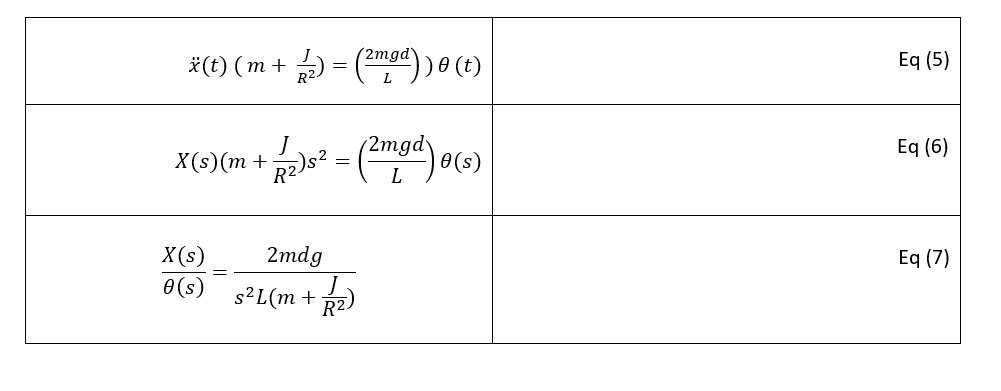 ẍ(t) ( m + J/R²) = (2mgd/L) ) θ (t) Eq (5)
X(s)(m + J/R²)s² = (2mgd/L) θ(s) Eq (6)
X(s)/θ(s) = 2mdg/s²L(m + J/R²) Eq (7)